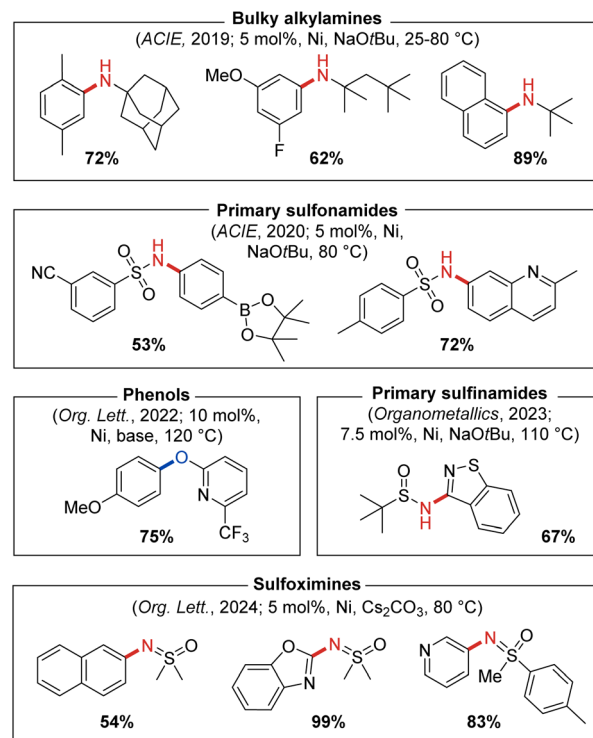 Bulky alkylamines
(ACIE, 2019; 5 mol%, Ni, NaOtBu, 25-80 °C)
H
N
72%
MeO
H
N
F
62%
H
N
89%
Primary sulfonamides
(ACIE, 2020; 5 mol%, Ni,
NaOtBu, 80 °C)
NC
O
S
O
H
N
B
O
O
53%
O
S
O
H
N
N
72%
Phenols
(Org. Lett., 2022; 10 mol%,
Ni, base, 120 °C)
MeO
O
N
CF₃
75%
Primary sulfinamides
(Organometallics, 2023;
7.5 mol%, Ni, NaOtBu, 110 °C)
O
S
N
H
N
S
67%
Sulfoximines
(Org. Lett., 2024; 5 mol%, Ni, Cs₂CO₃, 80 °C)
N
S
O
54%
O
N
N
S
O
99%
N
N
S
O
Me
83%